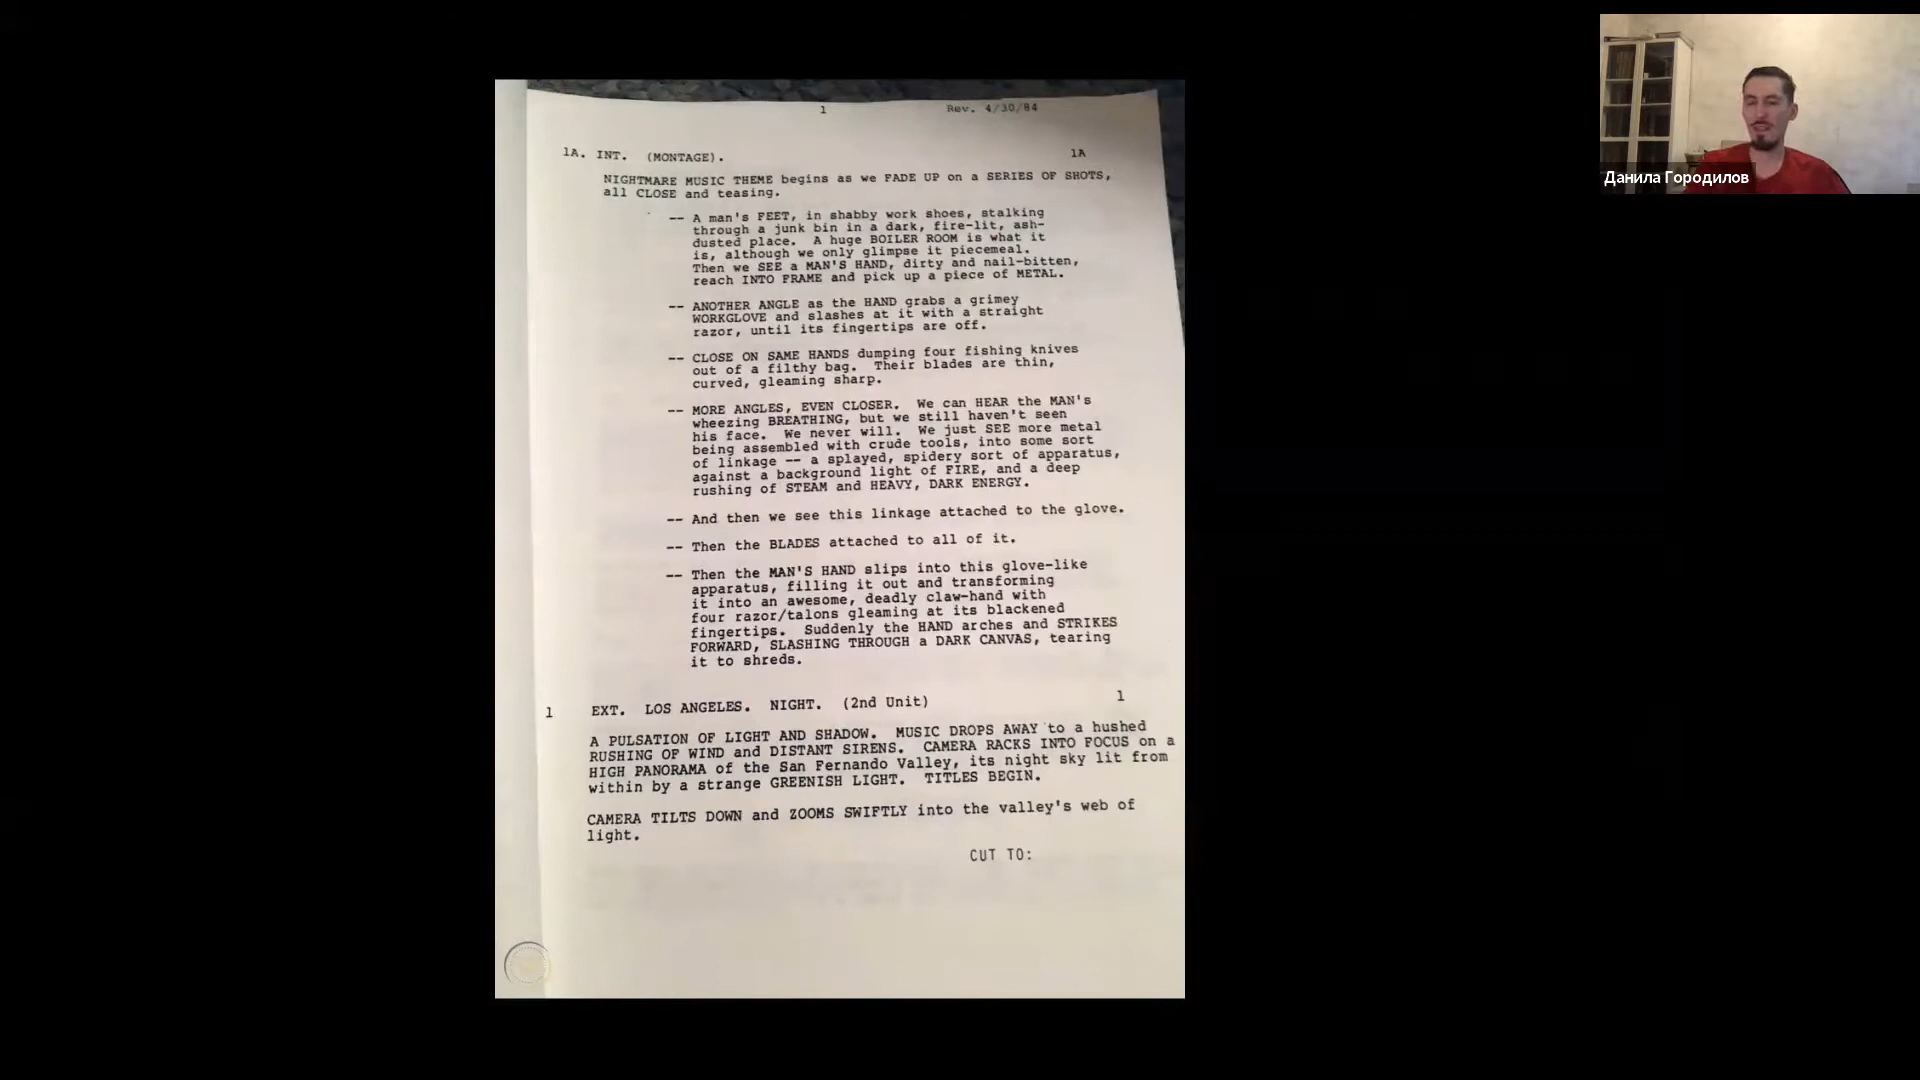 1 Rev. 4/30/84
1A. INT. (MONTAGE). 1A
NIGHTMARE MUSIC THEME begins as we FADE UP on a SERIES OF SHOTS,
all CLOSE and teasing.
-- A man's FEET, in shabby work shoes, stalking
through a junk bin in a dark, fire-lit, ash-
dusted place. A huge BOILER ROOM is what it
is, although we only glimpse it piecemeal.
Then we SEE a MAN'S HAND, dirty and nail-bitten,
reach INTO FRAME and pick up a piece of METAL.
-- ANOTHER ANGLE as the HAND grabs a grimey
WORKGLOVE and slashes at it with a straight
razor, until its fingertips are off.
-- CLOSE ON SAME HANDS dumping four fishing knives
out of a filthy bag. Their blades are thin,
curved, gleaming sharp.
-- MORE ANGLES, EVEN CLOSER. We can HEAR the MAN's
wheezing BREATHING, but we still haven't seen
his face. We never will. We just SEE more metal
being assembled with crude tools, into some sort
of linkage -- a splayed, spidery sort of apparatus,
against a background light of FIRE, and a deep
rushing of STEAM and HEAVY, DARK ENERGY.
-- And then we see this linkage attached to the glove.
-- Then the BLADES attached to all of it.
-- Then the MAN'S HAND slips into this glove-like
apparatus, filling it out and transforming
it into an awesome, deadly claw-hand with
four razor/talons gleaming at its blackened
fingertips. Suddenly the HAND arches and STRIKES
FORWARD, SLASHING THROUGH a DARK CANVAS, tearing
it to shreds.
1 EXT. LOS ANGELES. NIGHT. (2nd Unit) 1
A PULSATION OF LIGHT AND SHADOW. MUSIC DROPS AWAY to a hushed
RUSHING OF WIND and DISTANT SIRENS. CAMERA RACKS INTO FOCUS on a
HIGH PANORAMA of the San Fernando Valley, its night sky lit from
within by a strange GREENISH LIGHT. TITLES BEGIN.
CAMERA TILTS DOWN and ZOOMS SWIFTLY into the valley's web of
light.
CUT TO:
Данила Городилов